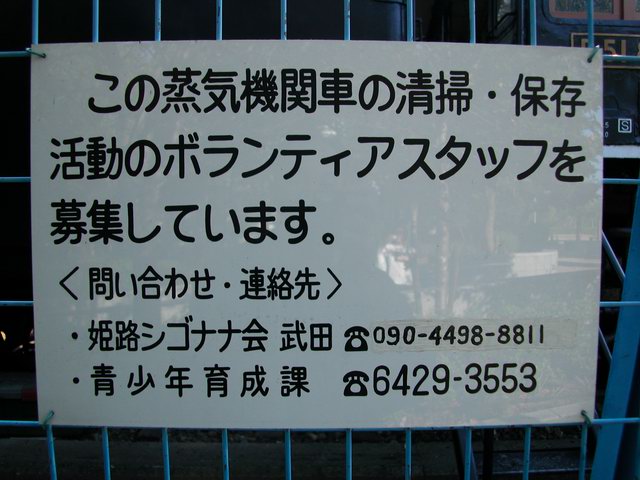 この蒸気機関車の清掃・保存
活動のボランティアスタッフを
募集しています。
〈問い合わせ・連絡先〉
・姫路シゴナナ会 武田 ☎090-4498-8811
・青少年育成課 ☎6429-3553